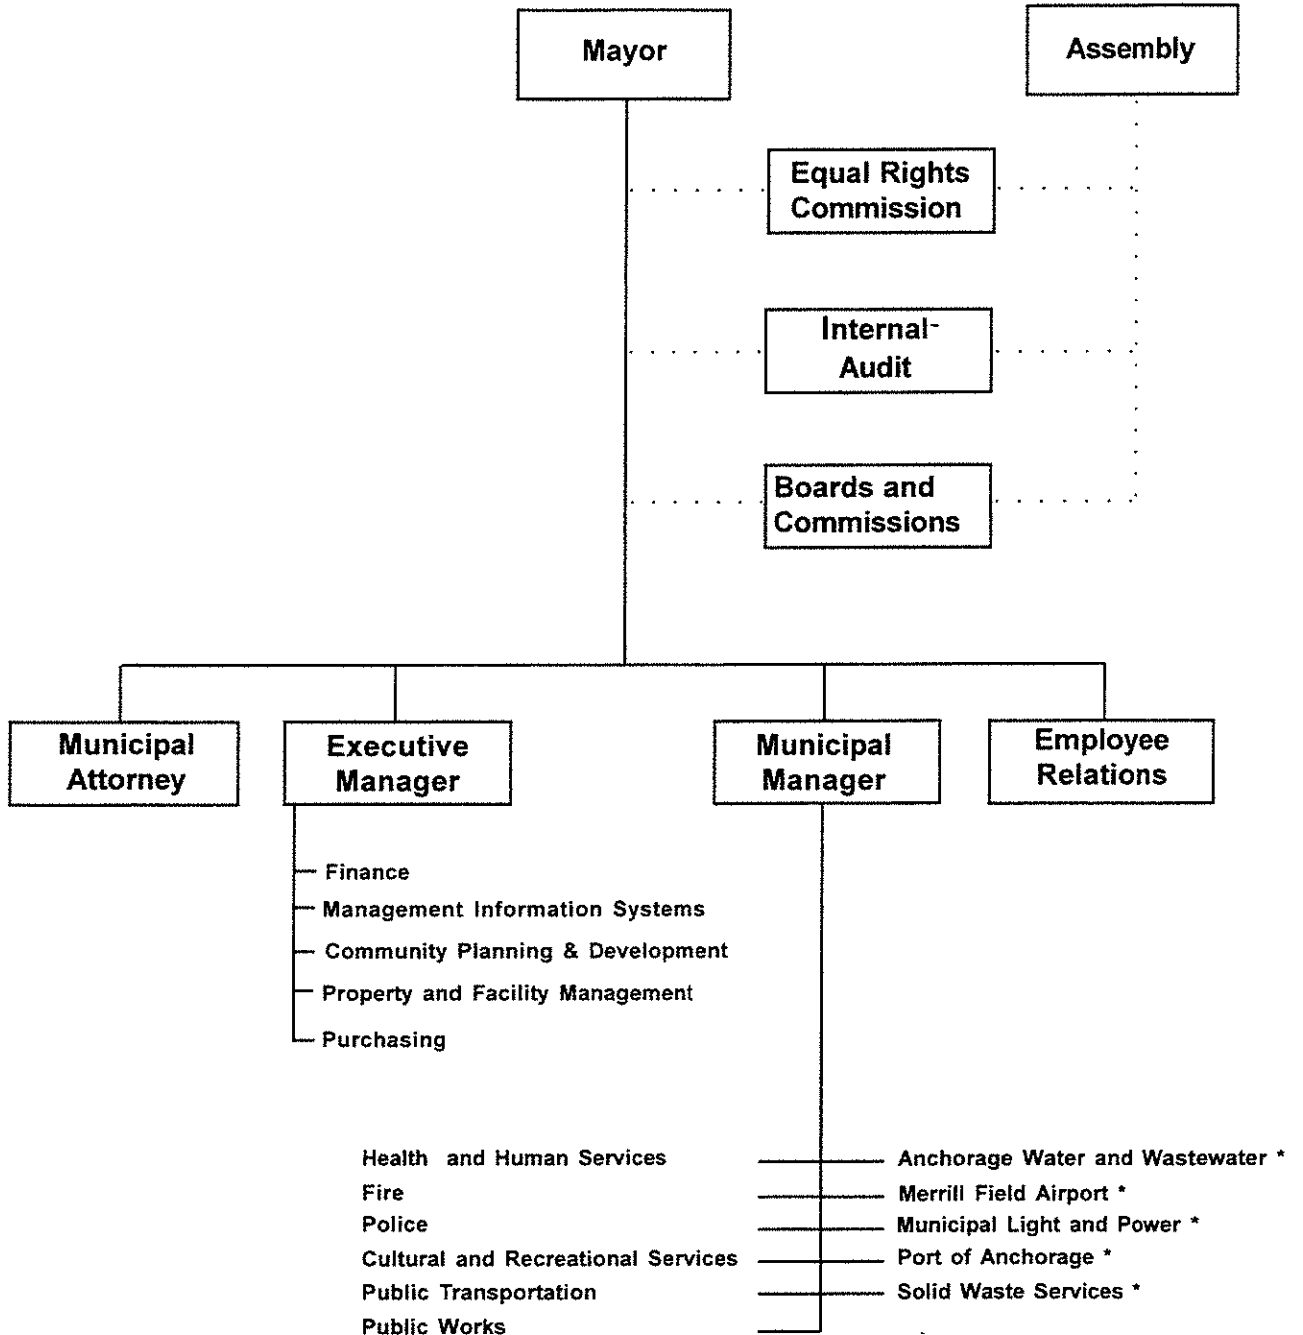 Mayor
Assembly
Equal Rights
Commission
Internal-
Audit
Boards and
Commissions
Municipal
Attorney
Executive
Manager
Municipal
Manager
Employee
Relations
Finance
Management Information Systems
Community Planning & Development
Property and Facility Management
Purchasing
Health and Human Services
Anchorage Water and Wastewater *
Fire
Merrill Field Airport *
Police
Municipal Light and Power *
Cultural and Recreational Services
Port of Anchorage *
Public Transportation
Solid Waste Services *
Public Works